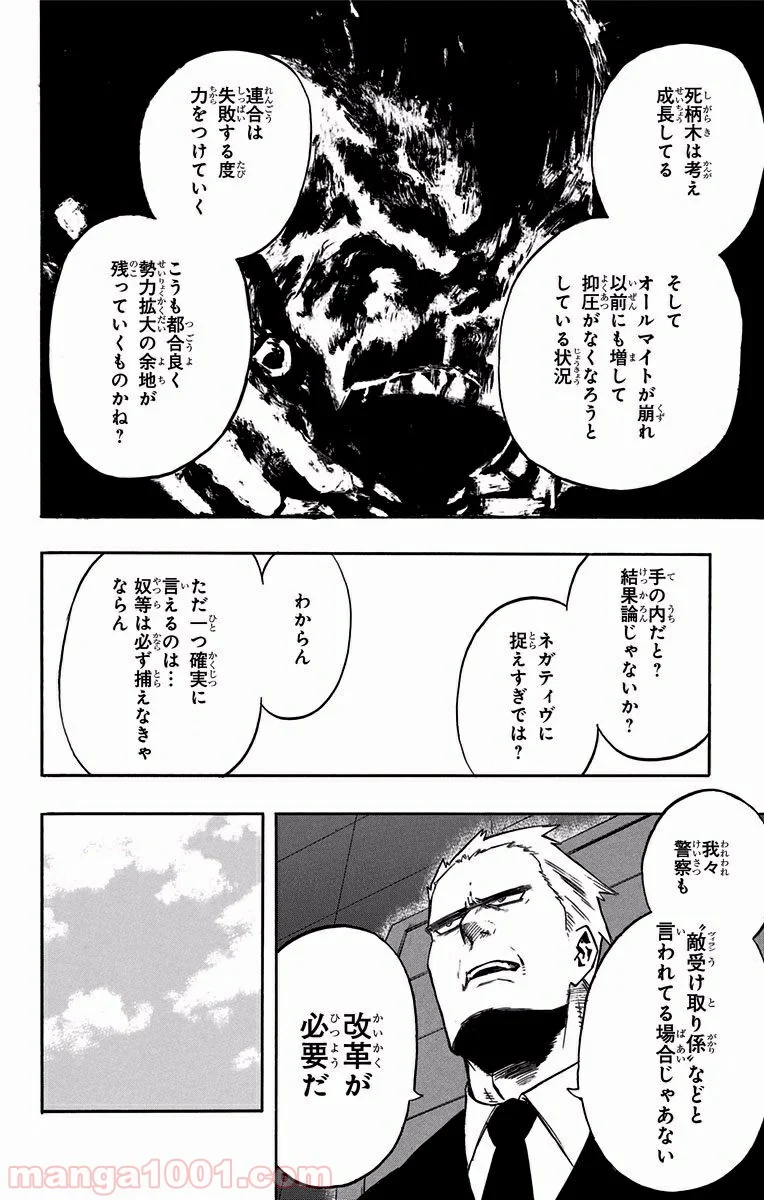 死柄木は考え
成長してる
そして
オールマイトが崩れ
以前にも増して
抑圧がなくなろうと
している状況
連合は
失敗する度
力をつけていく
こうも都合良く
勢力拡大の余地が
残っていくものかね?
手の内だと?
結果論じゃないか?
ネガティヴに
捉えすぎでは?
わからん
ただ一つ確実に
言えるのは…
奴等は必ず捕えなきゃ
ならん
我々
警察も
〝敵受け取り係〟などと
言われてる場合じゃあない
改革が
必要だ
manga1001.com